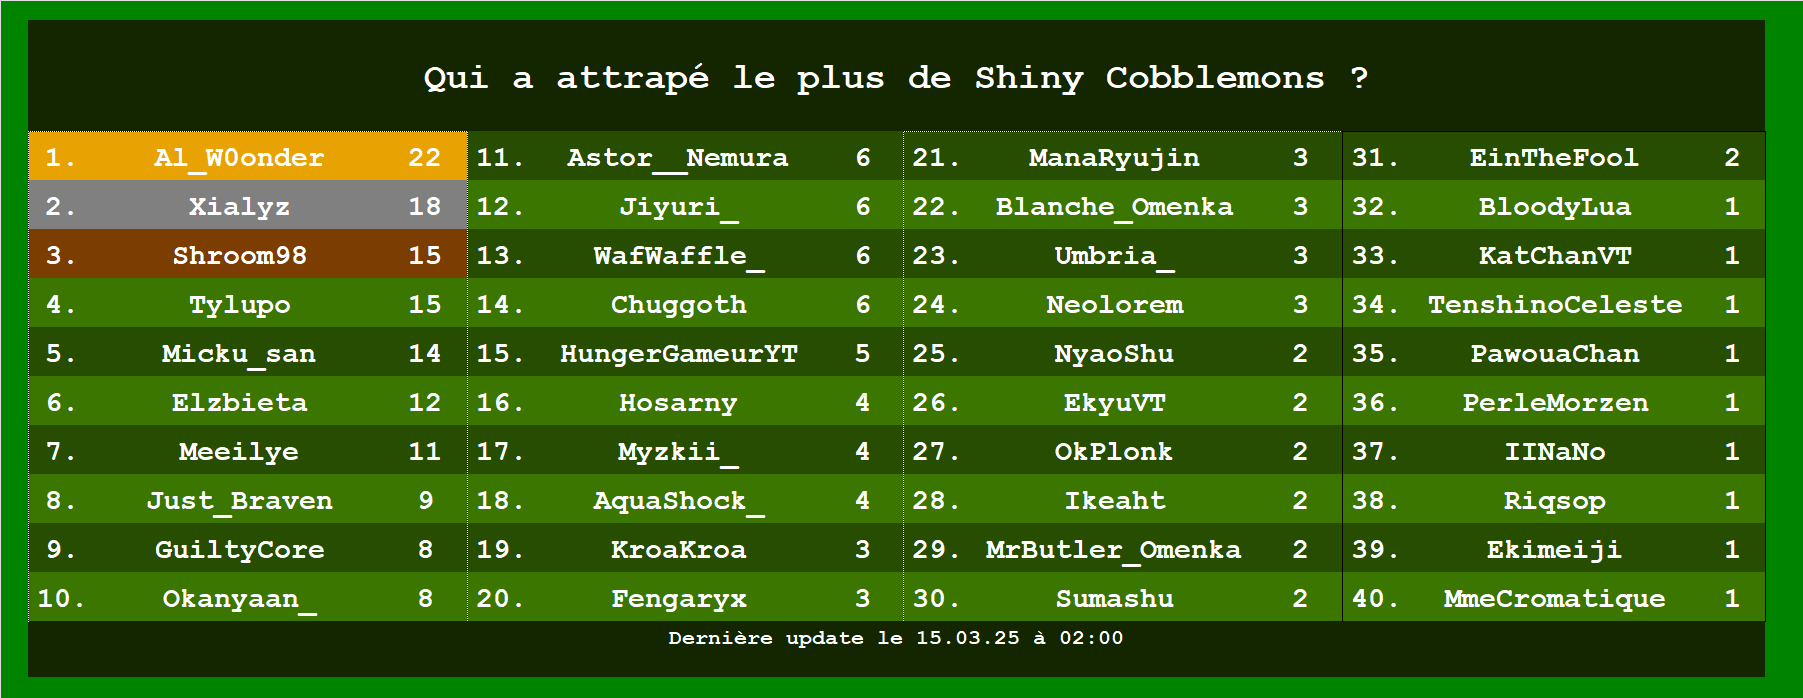 Qui a attrapé le plus de Shiny Cobblemons ?
1. Al_W0onder 22
2. Xialyz 18
3. Shroom98 15
4. Tylupo 15
5. Micku_san 14
6. Elzbieta 12
7. Meeilye 11
8. Just_Braven 9
9. GuiltyCore 8
10. Okanyaan_ 8
11. Astor__Nemura 6
12. Jiyuri_ 6
13. WafWaffle_ 6
14. Chuggoth 6
15. HungerGameurYT 5
16. Hosarny 4
17. Myzkii_ 4
18. AquaShock_ 4
19. KroaKroa 3
20. Fengaryx 3
21. ManaRyujin 3
22. Blanche_Omenka 3
23. Umbria_ 3
24. Neolorem 3
25. NyaoShu 2
26. EkyuVT 2
27. OkPlonk 2
28. Ikeaht 2
29. MrButler_Omenka 2
30. Sumashu 2
31. EinTheFool 2
32. BloodyLua 1
33. KatChanVT 1
34. TenshinoCeleste 1
35. PawouaChan 1
36. PerleMorzen 1
37. IINaNo 1
38. Riqsop 1
39. Ekimeiji 1
40. MmeCromatique 1
Dernière update le 15.03.25 à 02:00